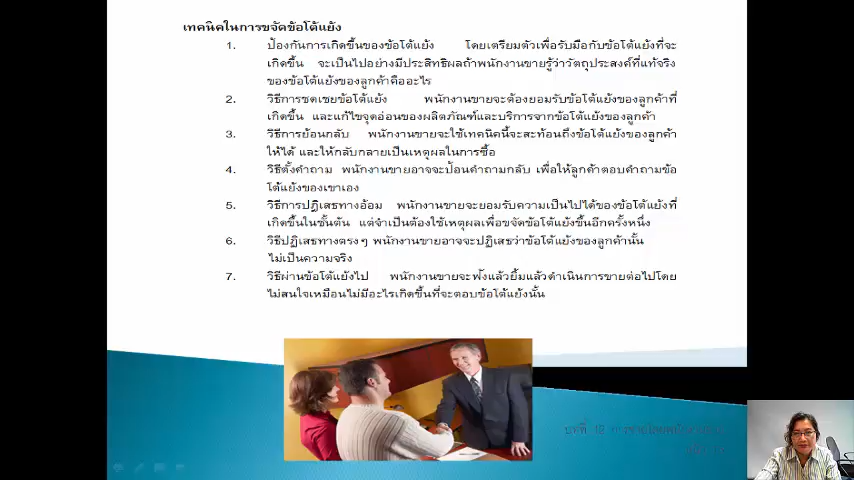 เทคนิคในการขจัดข้อโต้แย้ง
1. ป้องกันการเกิดขึ้นของข้อโต้แย้ง โดยเตรียมตัวเพื่อรับมือกับข้อโต้แย้งที่จะ
เกิดขึ้น จะเป็นไปอย่างมีประสิทธิผลถ้าพนักงานขายรู้ว่าวัตถุประสงค์ที่แท้จริง
ของข้อโต้แย้งของลูกค้าคืออะไร
2. วิธีการชดเชยข้อโต้แย้ง พนักงานขายจะต้องยอมรับข้อโต้แย้งของลูกค้าที่
เกิดขึ้น และแก้ไขจุดอ่อนของผลิตภัณฑ์และบริการจากข้อโต้แย้งของลูกค้า
3. วิธีการย้อนกลับ พนักงานขายจะใช้เทคนิคนี้จะสะท้อนถึงข้อโต้แย้งของลูกค้า
ให้ได้ และให้กลับกลายเป็นเหตุผลในการซื้อ
4. วิธีตั้งคำถาม พนักงานขายอาจจะป้อนคำถามกลับ เพื่อให้ลูกค้าตอบคำถามข้อ
โต้แย้งของเขาเอง
5. วิธีการปฏิเสธทางอ้อม พนักงานขายจะยอมรับความเป็นไปได้ของข้อโต้แย้งที่
เกิดขึ้นในชั้นต้น แต่จำเป็นต้องใช้เหตุผลเพื่อขจัดข้อโต้แย้งขึ้นอีกครั้งหนึ่ง
6. วิธีปฏิเสธทางตรงๆ พนักงานขายอาจจะปฏิเสธว่าข้อโต้แย้งของลูกค้านั้น
ไม่เป็นความจริง
7. วิธีผ่านข้อโต้แย้งไป พนักงานขายจะฟังแล้วยิ้มแล้วดำเนินการขายต่อไปโดย
ไม่สนใจเหมือนไม่มีอะไรเกิดขึ้นที่จะตอบข้อโต้แย้งนั้น
บทที่ 12